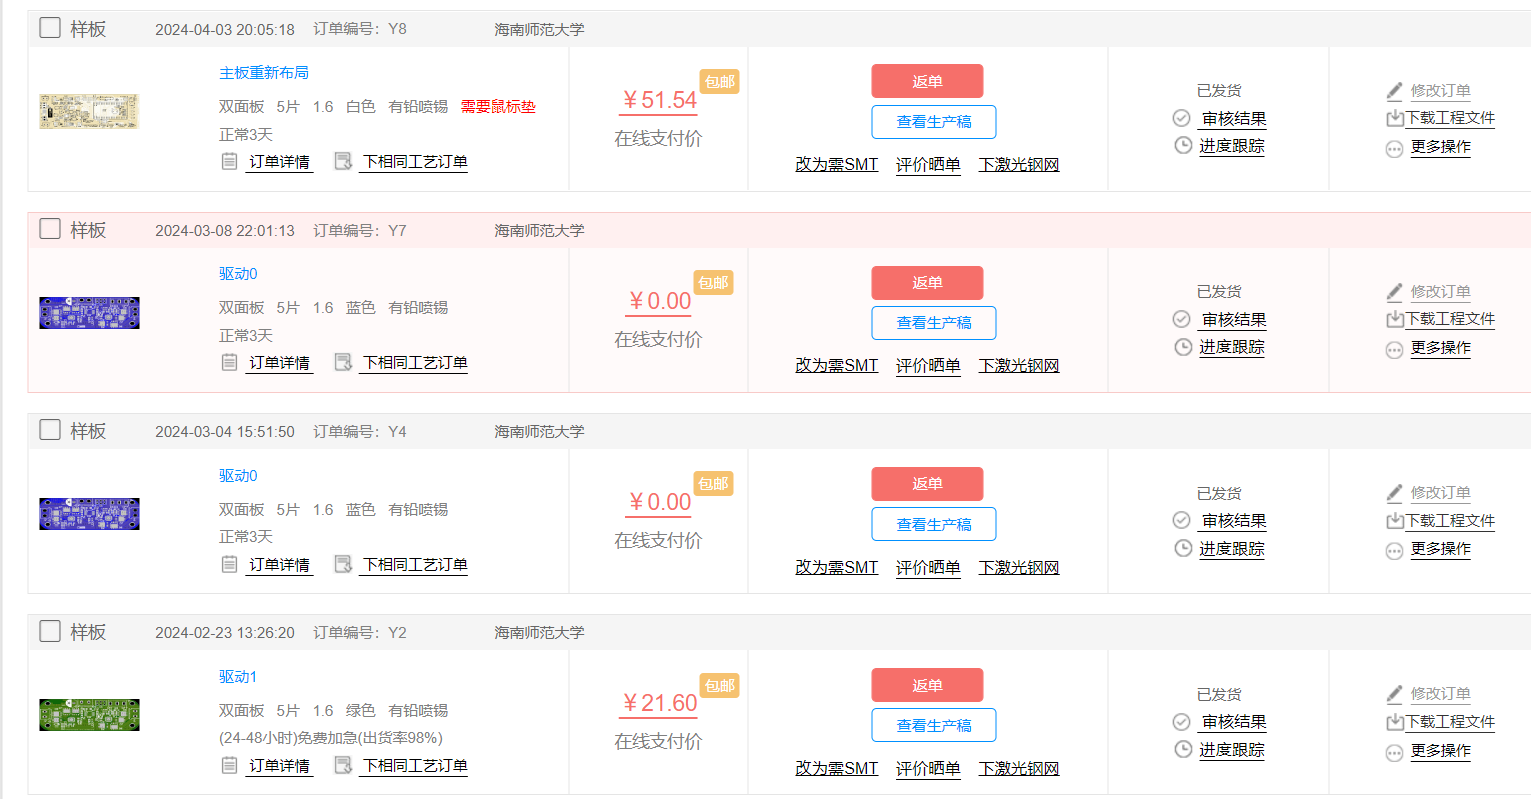 样板 2024-04-03 20:05:18 订单编号：Y8 海南师范大学
主板重新布局
双面板 5片 1.6 白色 有铅喷锡 需要鼠标垫
正常3天
订单详情 下相同工艺订单
包邮
￥51.54
在线支付价
返单
查看生产稿
改为需SMT 评价晒单 下激光钢网
已发货
审核结果
进度跟踪
修改订单
下载工程文件
更多操作
样板 2024-03-08 22:01:13 订单编号：Y7 海南师范大学
驱动0
双面板 5片 1.6 蓝色 有铅喷锡
正常3天
订单详情 下相同工艺订单
包邮
￥0.00
在线支付价
返单
查看生产稿
改为需SMT 评价晒单 下激光钢网
已发货
审核结果
进度跟踪
修改订单
下载工程文件
更多操作
样板 2024-03-04 15:51:50 订单编号：Y4 海南师范大学
驱动0
双面板 5片 1.6 蓝色 有铅喷锡
正常3天
订单详情 下相同工艺订单
包邮
￥0.00
在线支付价
返单
查看生产稿
改为需SMT 评价晒单 下激光钢网
已发货
审核结果
进度跟踪
修改订单
下载工程文件
更多操作
样板 2024-02-23 13:26:20 订单编号：Y2 海南师范大学
驱动1
双面板 5片 1.6 绿色 有铅喷锡
(24-48小时)免费加急(出货率98%)
订单详情 下相同工艺订单
包邮
￥21.60
在线支付价
返单
查看生产稿
改为需SMT 评价晒单 下激光钢网
已发货
审核结果
进度跟踪
修改订单
下载工程文件
更多操作